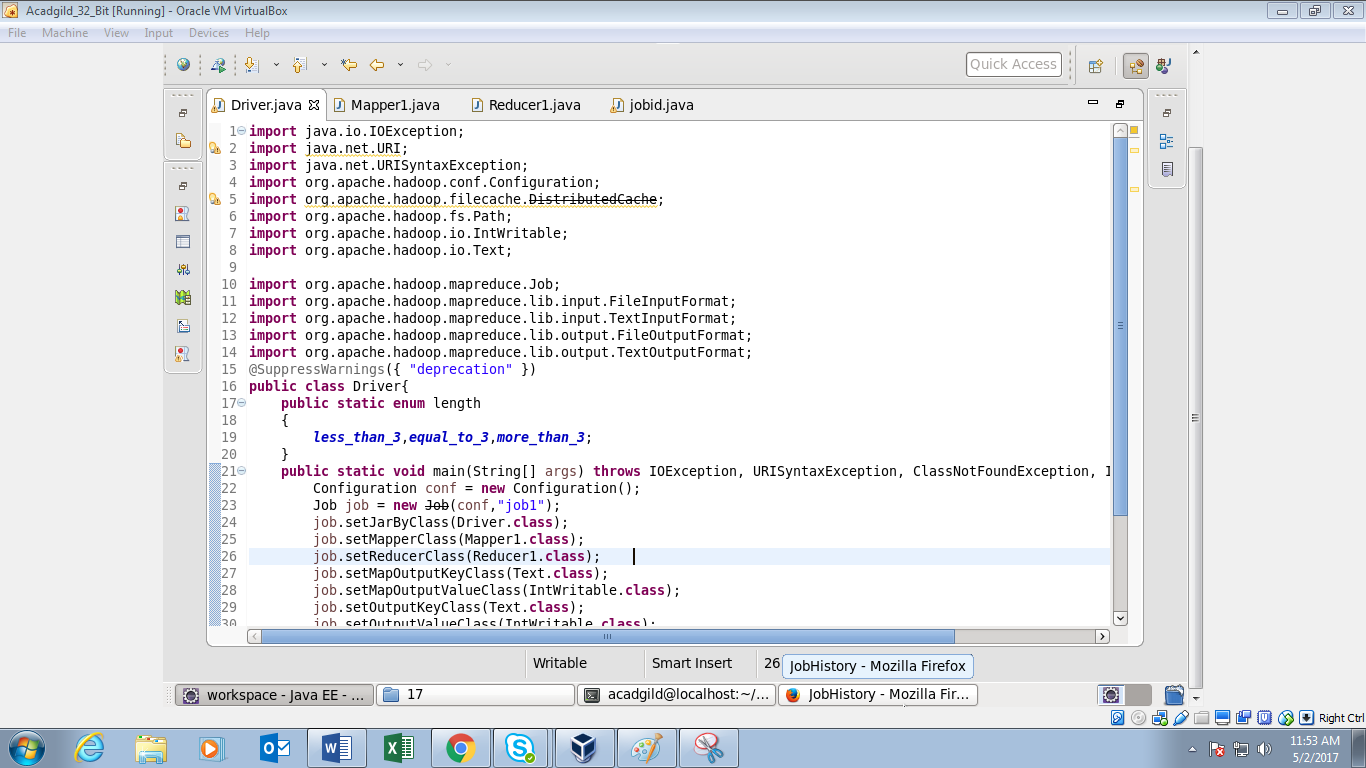 Acadgild_32_Bit [Running] - Oracle VM VirtualBox
File Machine View Input Devices Help
Quick Access
Driver.java Mapper1.java Reducer1.java jobid.java
1 import java.io.IOException;
2 import java.net.URI;
3 import java.net.URISyntaxException;
4 import org.apache.hadoop.conf.Configuration;
5 import org.apache.hadoop.filecache.DistributedCache;
6 import org.apache.hadoop.fs.Path;
7 import org.apache.hadoop.io.IntWritable;
8 import org.apache.hadoop.io.Text;
9
10 import org.apache.hadoop.mapreduce.Job;
11 import org.apache.hadoop.mapreduce.lib.input.FileInputFormat;
12 import org.apache.hadoop.mapreduce.lib.input.TextInputFormat;
13 import org.apache.hadoop.mapreduce.lib.output.FileOutputFormat;
14 import org.apache.hadoop.mapreduce.lib.output.TextOutputFormat;
15 @SuppressWarnings({ "deprecation" })
16 public class Driver{
17 public static enum length
18 {
19 less_than_3,equal_to_3,more_than_3;
20 }
21 public static void main(String[] args) throws IOException, URISyntaxException, ClassNotFoundException, I
22 Configuration conf = new Configuration();
23 Job job = new Job(conf,"job1");
24 job.setJarByClass(Driver.class);
25 job.setMapperClass(Mapper1.class);
26 job.setReducerClass(Reducer1.class);
27 job.setMapOutputKeyClass(Text.class);
28 job.setMapOutputValueClass(IntWritable.class);
29 job.setOutputKeyClass(Text.class);
30 job.setOutputValueClass(IntWritable.class);
Writable Smart Insert 26
JobHistory - Mozilla Firefox
workspace - Java EE - ... 17 acadgild@localhost:~/... JobHistory - Mozilla Fir...
Right Ctrl
11:53 AM
5/2/2017